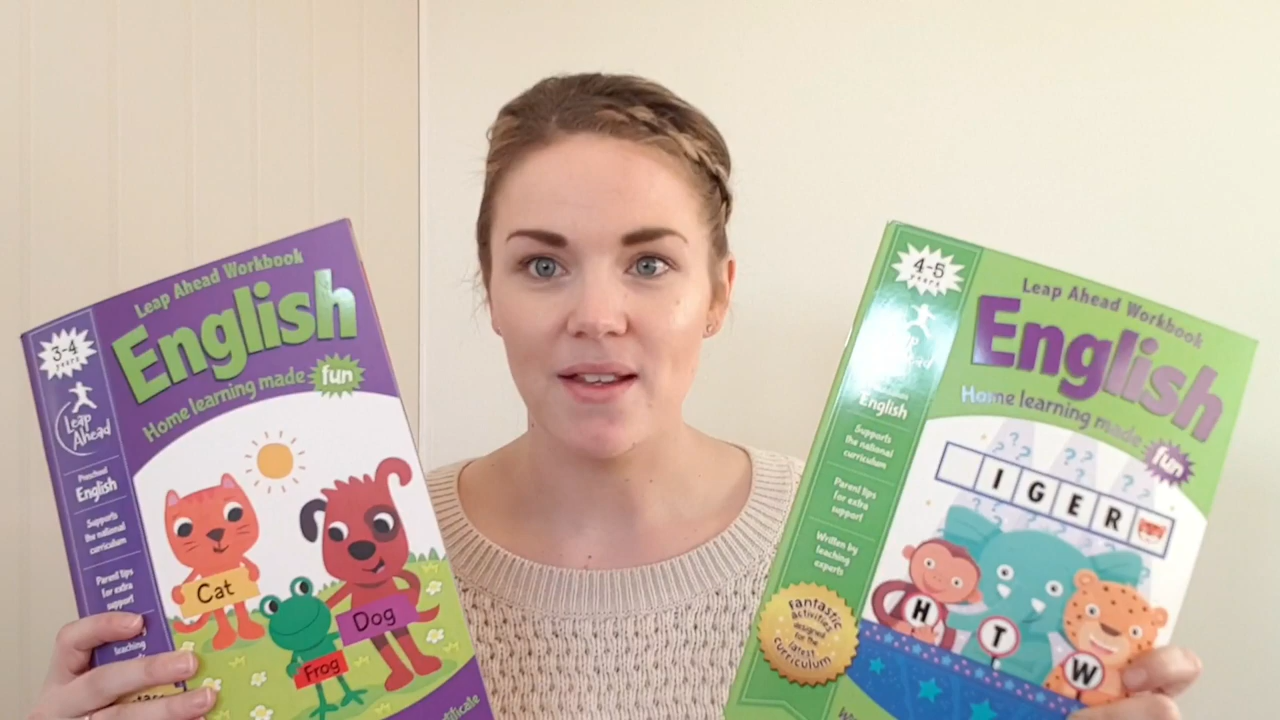 3-4
years
Leap
Ahead
Preschool
English
Supports
the national
curriculum
Parent tips
for extra
support
teaching
Leap Ahead Workbook
English
Home learning made
fun
Cat
Dog
Frog
4-5
years
English
Supports
the national
curriculum
Parent tips
for extra
support
Written by
teaching
experts
Fantastic
activities
designed
for the
latest
curriculum
Leap Ahead Workbook
English
Home learning made
fun
I G E R
H
T
W